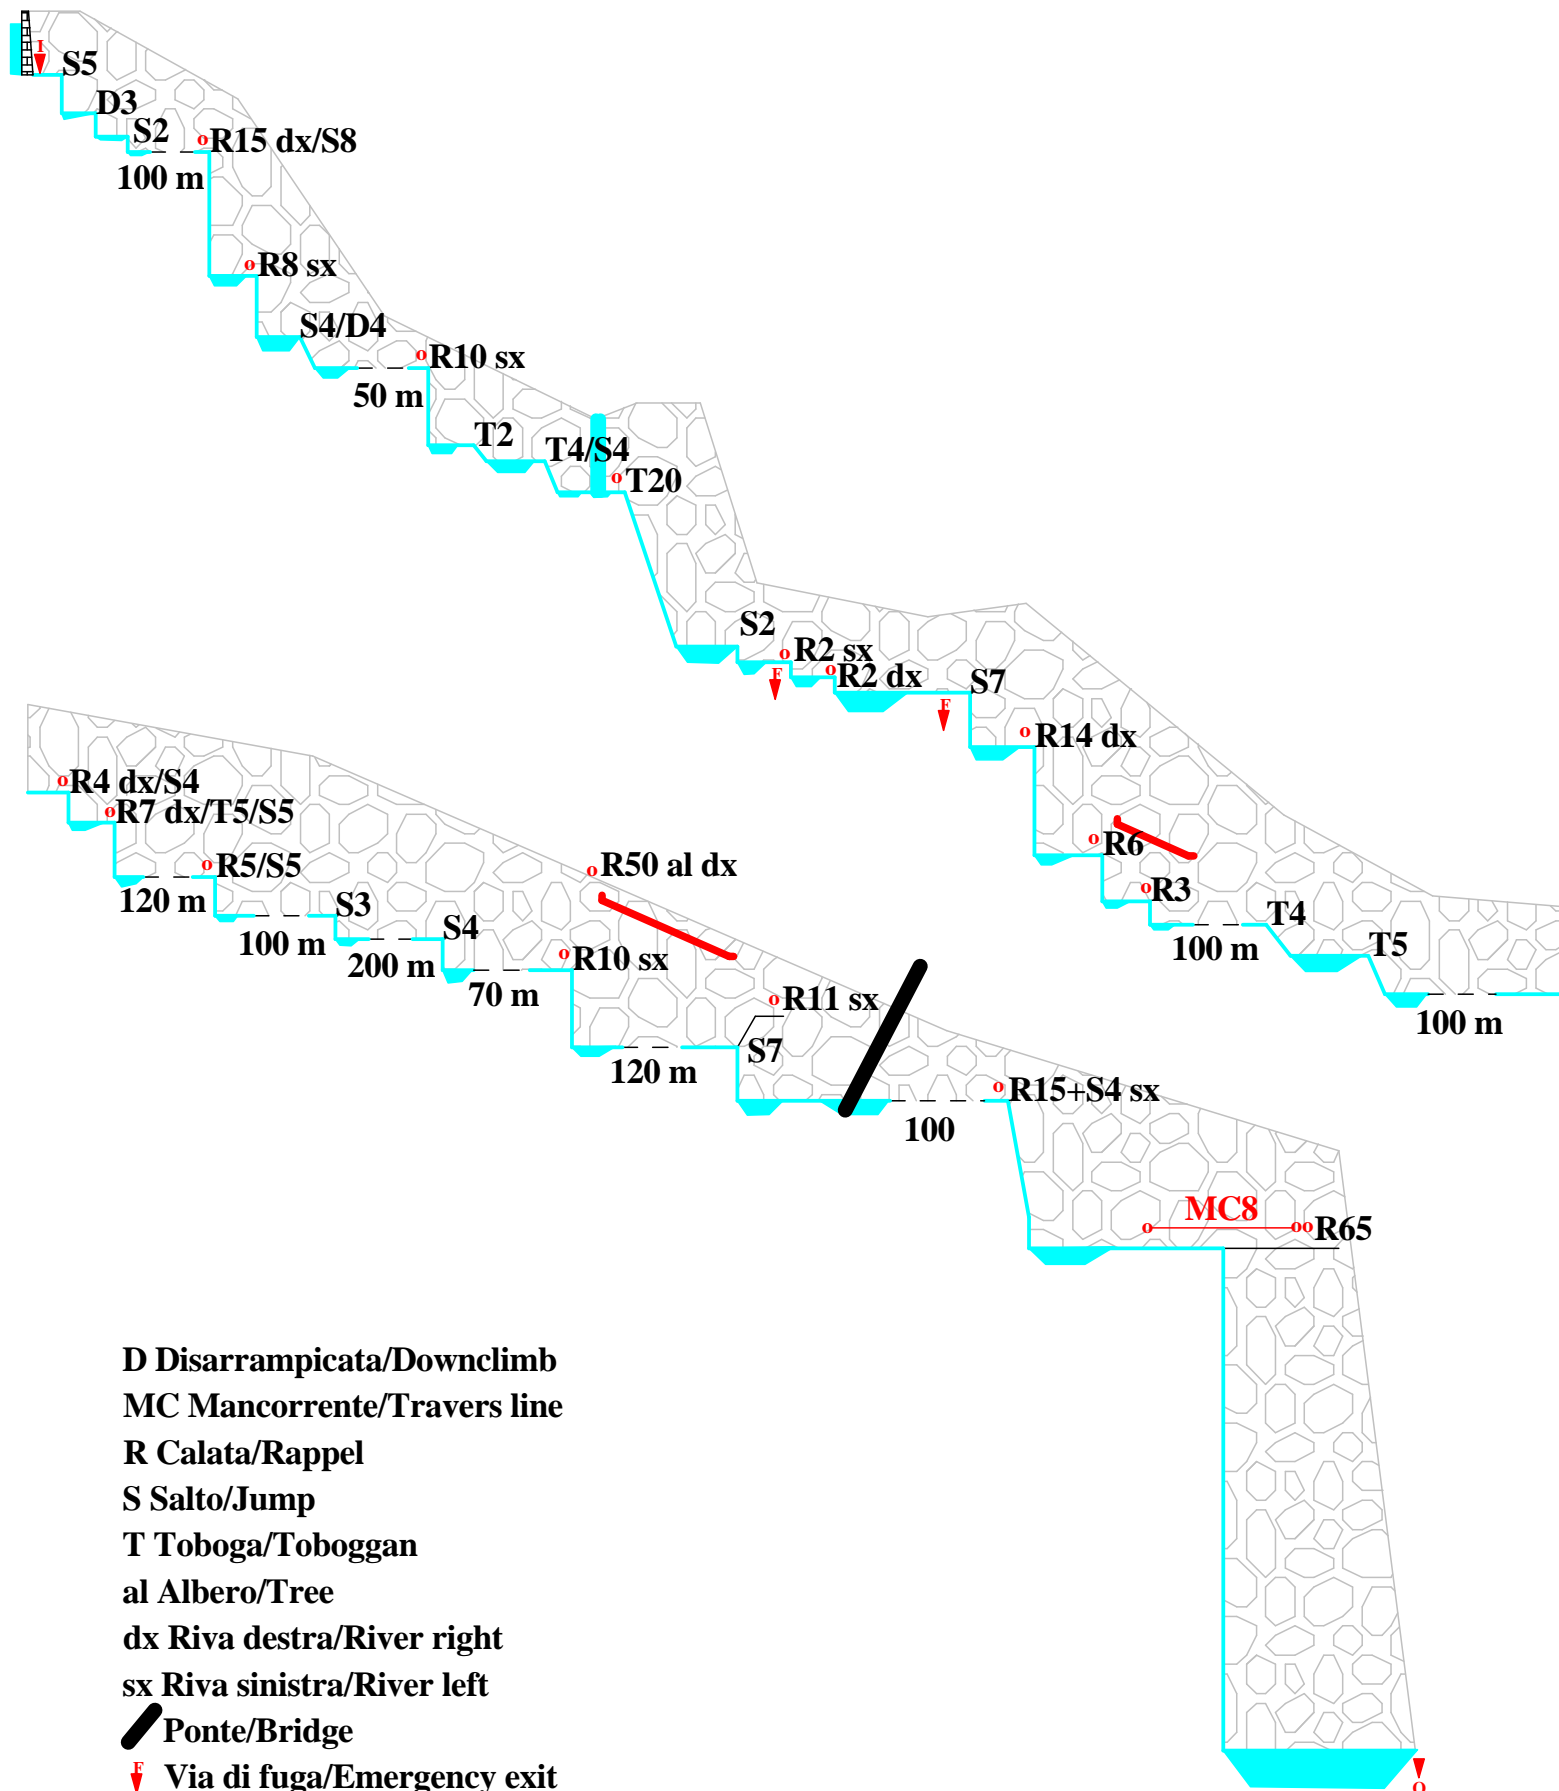 I
S5
D3
S2
R15 dx/S8
100 m
R8 sx
S4/D4
R10 sx
50 m
T2
T4/S4
T20
S2
R2 sx
F
R2 dx
S7
F
R14 dx
R6
R3
100 m
T4
T5
100 m
R4 dx/S4
R7 dx/T5/S5
R5/S5
120 m
S3
100 m
S4
200 m
R50 al dx
R10 sx
70 m
R11 sx
S7
120 m
R15+S4 sx
100
MC8
R65
D Disarrampicata/Downclimb
MC Mancorrente/Travers line
R Calata/Rappel
S Salto/Jump
T Toboga/Toboggan
al Albero/Tree
dx Riva destra/River right
sx Riva sinistra/River left
Ponte/Bridge
F Via di fuga/Emergency exit
O